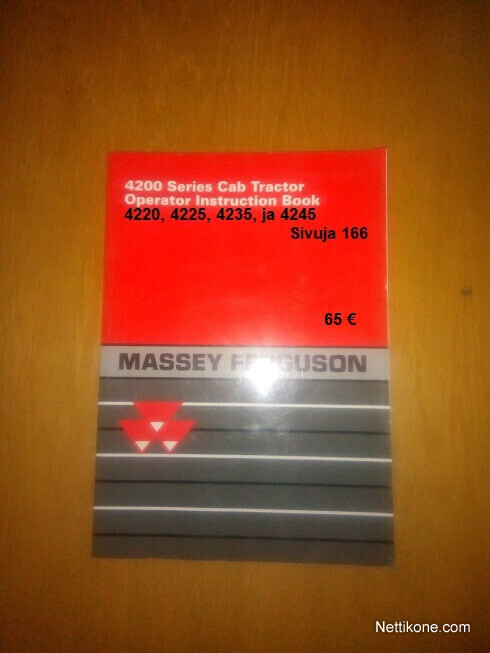 4200 Series Cab Tractor
Operator Instruction Book
4220, 4225, 4235, ja 4245
Sivuja 166
65 €
MASSEY FERGUSON
Nettikone.com